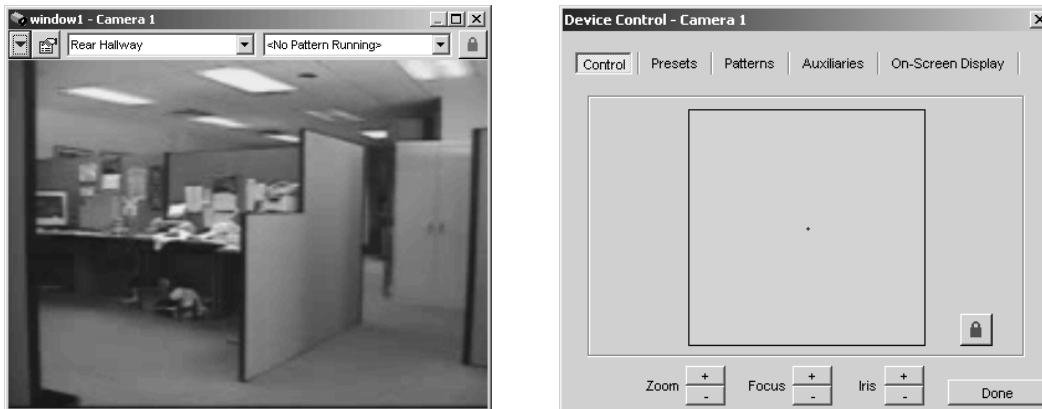 window1 - Camera 1
Rear Hallway
<No Pattern Running>
Device Control - Camera 1
Control
Presets
Patterns
Auxiliaries
On-Screen Display
Zoom
+
-
Focus
+
-
Iris
+
-
Done